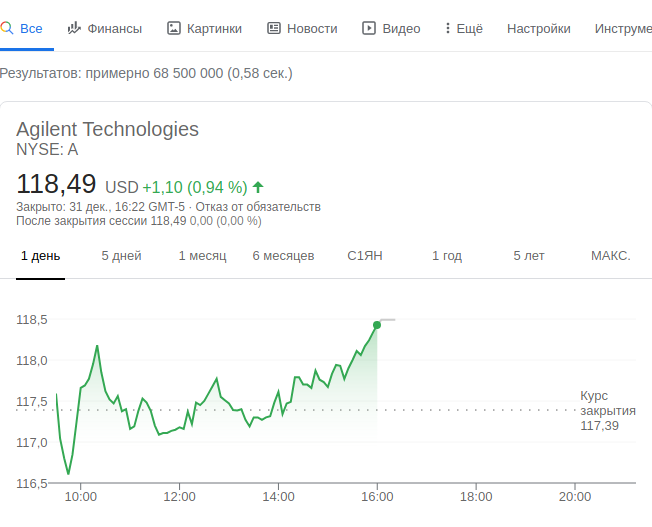 Все Финансы Картинки Новости Видео Ещё Настройки Инструме
Результатов: примерно 68 500 000 (0,58 сек.)
Agilent Technologies
NYSE: A
118,49 USD +1,10 (0,94 %)
Закрыто: 31 дек., 16:22 GMT-5 · Отказ от обязательств
После закрытия сессии 118,49 0,00 (0,00 %)
1 день 5 дней 1 месяц 6 месяцев С1ЯН 1 год 5 лет МАКС.
118,5
118,0
117,5
117,0
116,5
Курс
закрытия
117,39
10:00 12:00 14:00 16:00 18:00 20:00